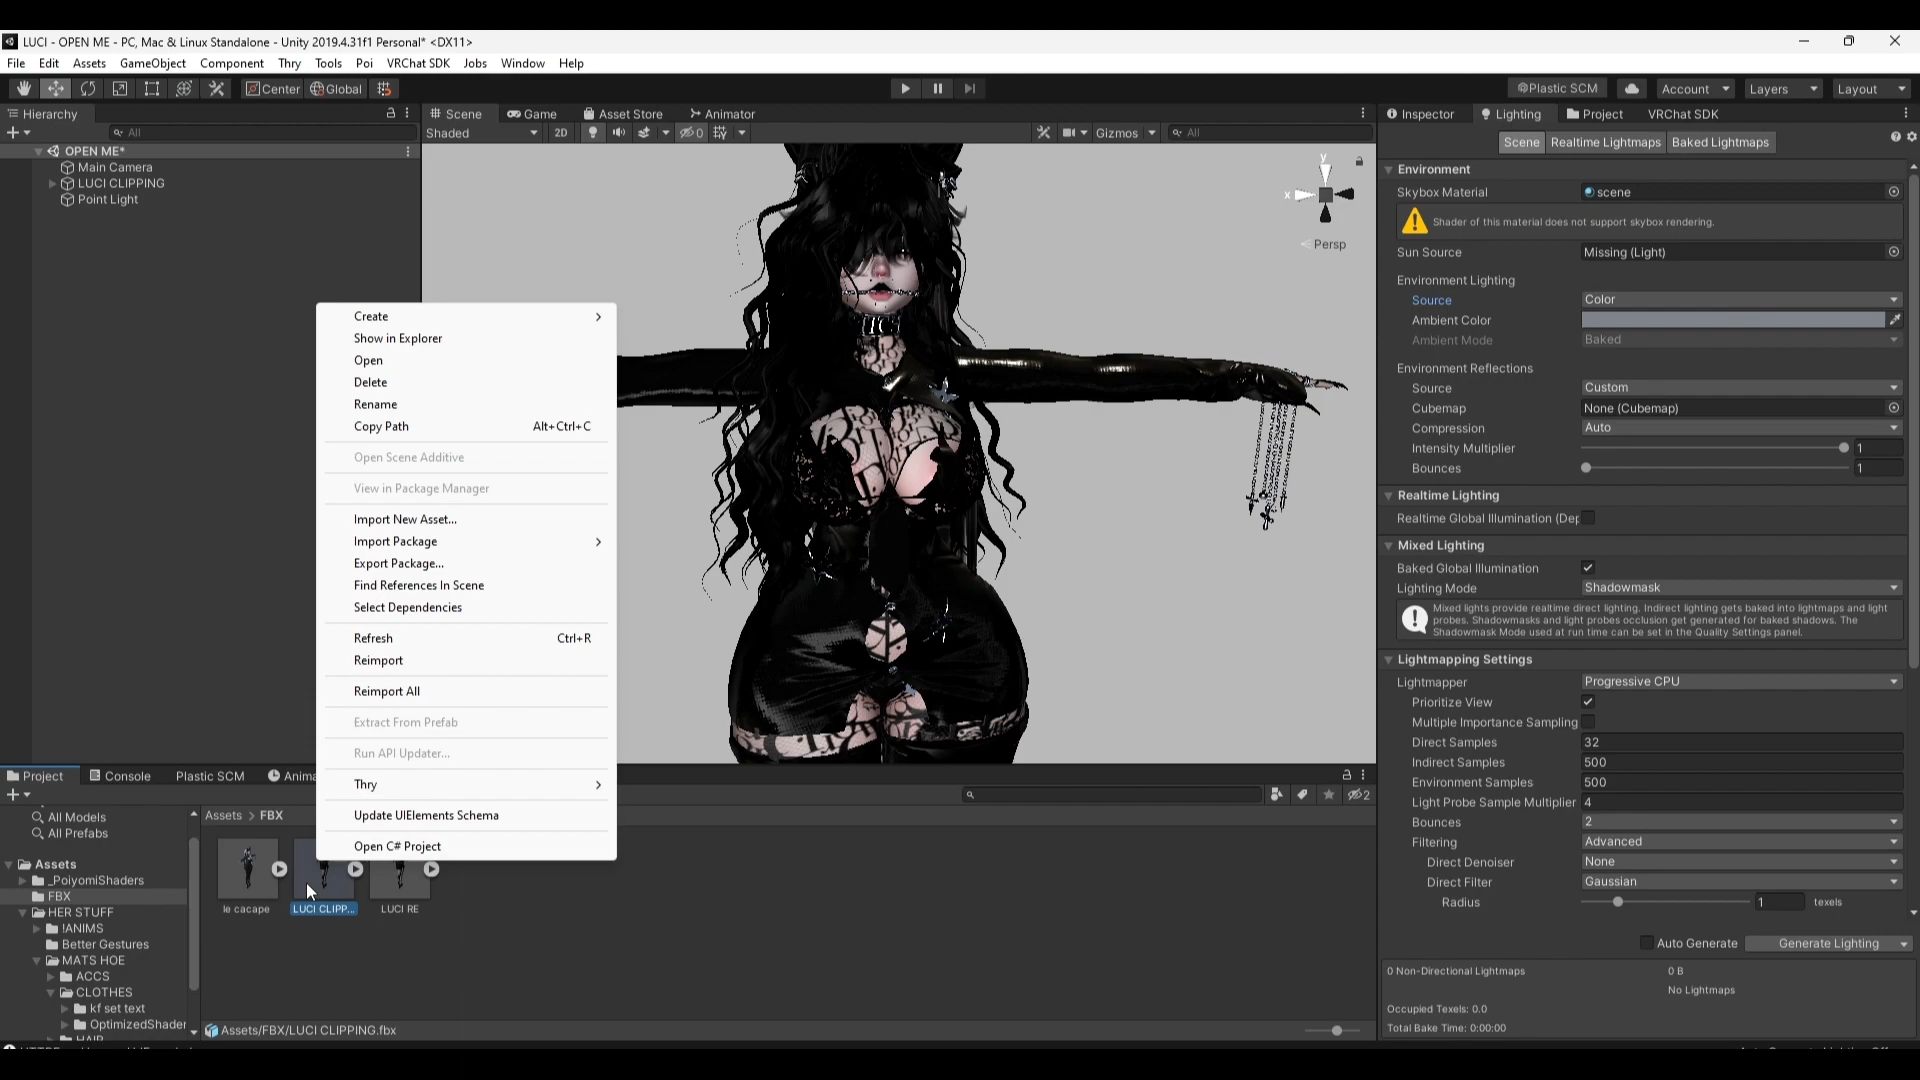 LUCI - OPEN ME - PC, Mac & Linux Standalone - Unity 2019.4.31f1 Personal* <DX11>
File Edit Assets GameObject Component Thry Tools Poi VRChat SDK Jobs Window Help
Center Global Plastic SCM Account Layers Layout
Hierarchy
All
OPEN ME*
Main Camera
LUCI CLIPPING
Point Light
Scene Game Asset Store Animator
Shaded 2D 0 Gizmos All
y
x
Persp
Create
Show in Explorer
Open
Delete
Rename
Copy Path Alt+Ctrl+C
Open Scene Additive
View in Package Manager
Import New Asset...
Import Package
Export Package...
Find References In Scene
Select Dependencies
Refresh Ctrl+R
Reimport
Reimport All
Extract From Prefab
Run API Updater...
Thry
Update UIElements Schema
Open C# Project
Project Console Plastic SCM Anima
2
All Models
All Prefabs
Assets
_PoiyomiShaders
FBX
HER STUFF
!ANIMS
Better Gestures
MATS HOE
ACCS
CLOTHES
kf set text
OptimizedShader
HAIR
Assets > FBX
le cacape LUCI CLIPP... LUCI RE
Assets/FBX/LUCI CLIPPING.fbx
Inspector Lighting Project VRChat SDK
Scene Realtime Lightmaps Baked Lightmaps
Environment
Skybox Material scene
Shader of this material does not support skybox rendering.
Sun Source Missing (Light)
Environment Lighting
Source Color
Ambient Color
Ambient Mode Baked
Environment Reflections
Source Custom
Cubemap None (Cubemap)
Compression Auto
Intensity Multiplier 1
Bounces 1
Realtime Lighting
Realtime Global Illumination (Dep
Mixed Lighting
Baked Global Illumination
Lighting Mode Shadowmask
Mixed lights provide realtime direct lighting. Indirect lighting gets baked into lightmaps and light
probes. Shadowmasks and light probes occlusion get generated for baked shadows. The
Shadowmask Mode used at run time can be set in the Quality Settings panel.
Lightmapping Settings
Lightmapper Progressive CPU
Prioritize View
Multiple Importance Sampling
Direct Samples 32
Indirect Samples 500
Environment Samples 500
Light Probe Sample Multiplier 4
Bounces 2
Filtering Advanced
Direct Denoiser None
Direct Filter Gaussian
Radius 1 texels
Auto Generate Generate Lighting
0 Non-Directional Lightmaps 0 B
No Lightmaps
Occupied Texels: 0.0
Total Bake Time: 0:00:00